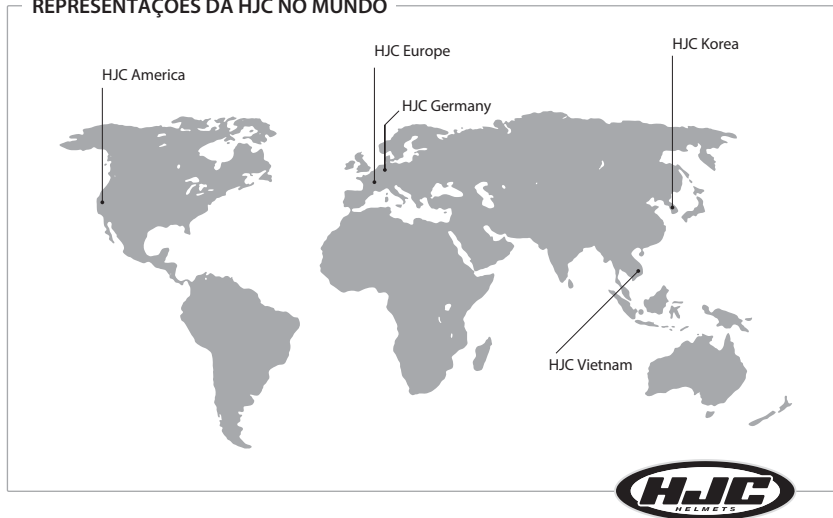 REPRESENTAÇÕES DA HJC NO MUNDO
HJC Korea
HJC Europe
HJC America
HJC Germany
HJC Vietnam
HJC
HELMETS